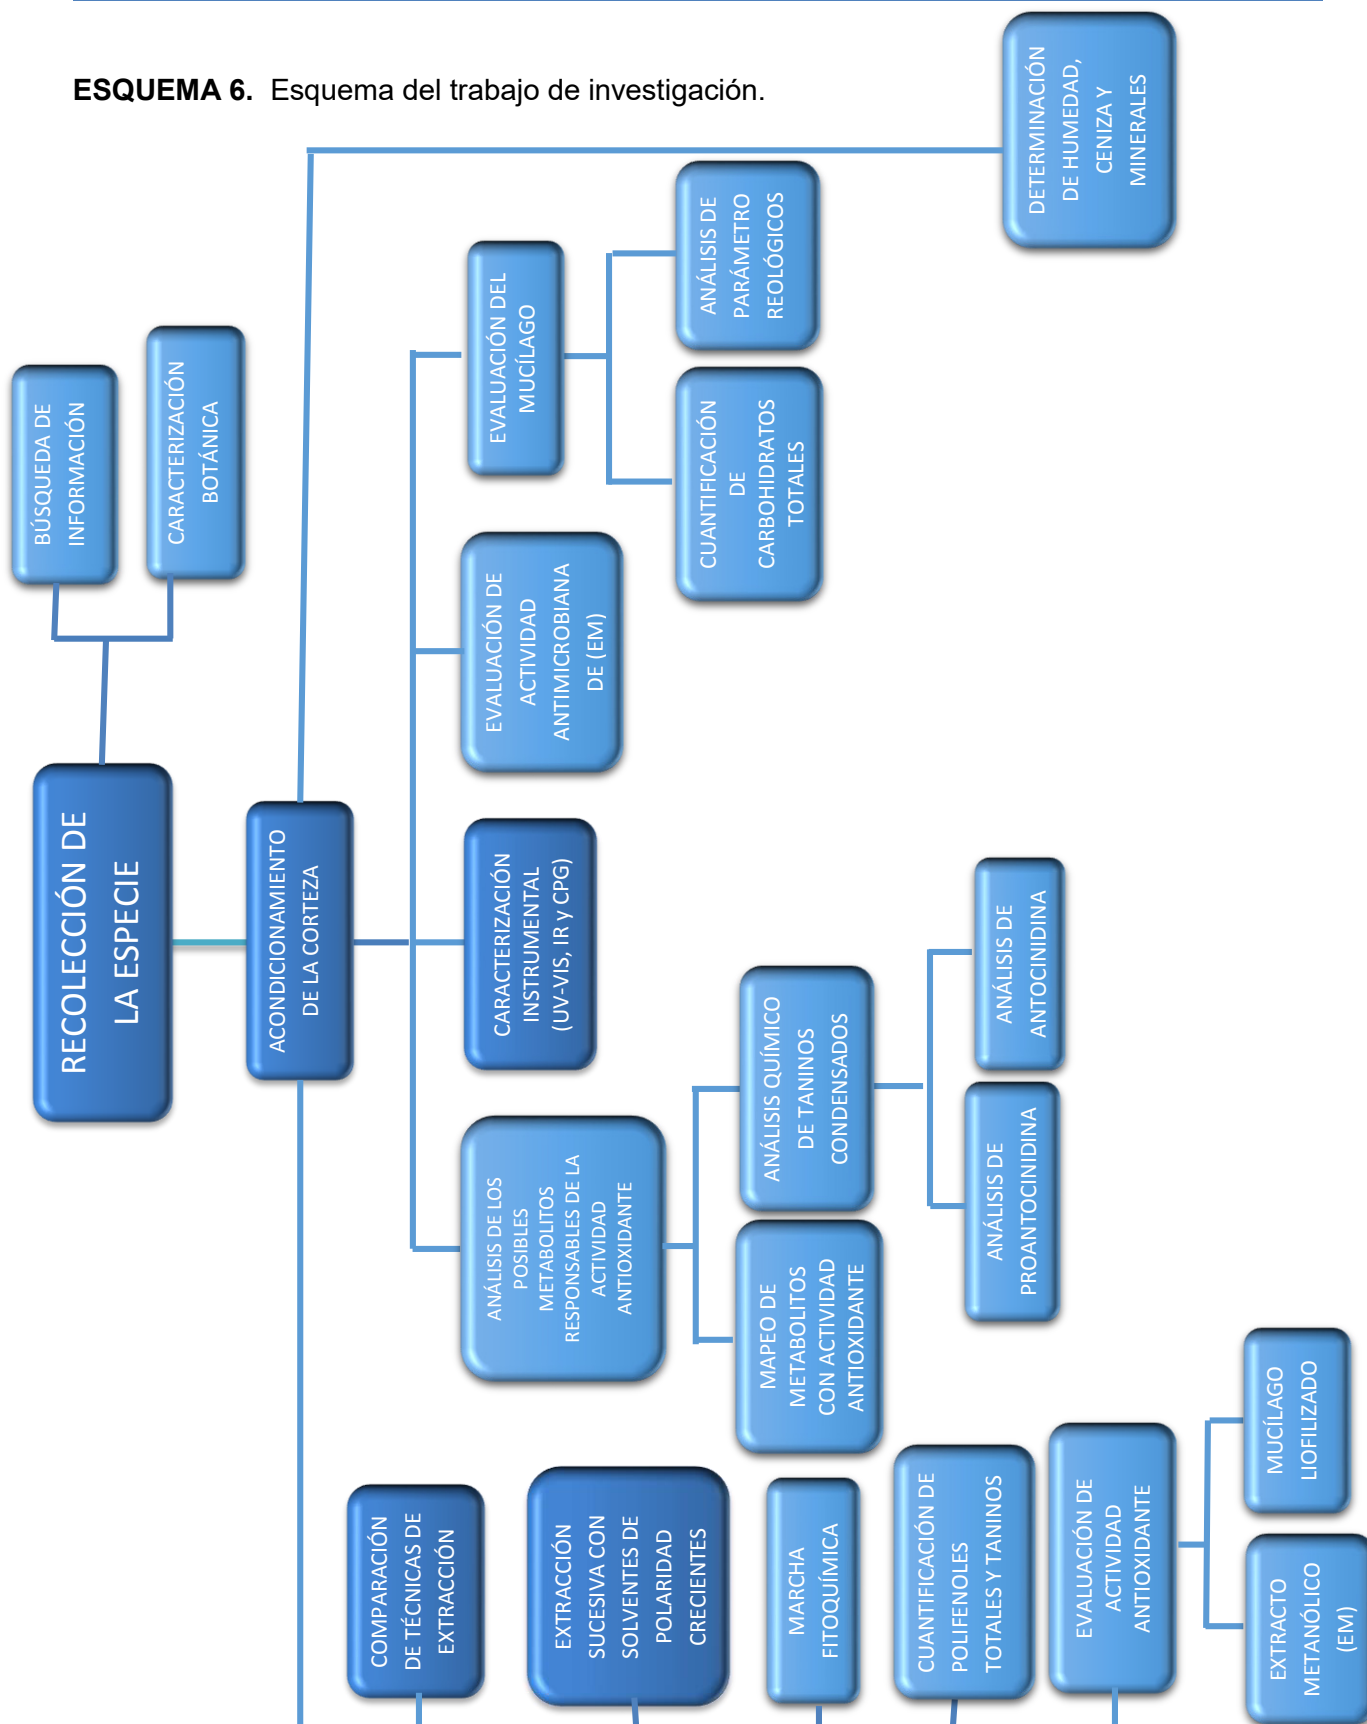 ESQUEMA 6. Esquema del trabajo de investigación.
RECOLECCIÓN DE
LA ESPECIE
BÚSQUEDA DE
INFORMACIÓN
CARACTERIZACIÓN
BOTÁNICA
ACONDICIONAMIENTO
DE LA CORTEZA
COMPARACIÓN
DE TÉCNICAS DE
EXTRACCIÓN
EXTRACCIÓN
SUCESIVA CON
SOLVENTES DE
POLARIDAD
CRECIENTES
MARCHA
FITOQUÍMICA
CUANTIFICACIÓN DE
POLIFENOLES
TOTALES Y TANINOS
EVALUACIÓN DE
ACTIVIDAD
ANTIOXIDANTE
EXTRACTO
METANÓLICO
(EM)
MUCÍLAGO
LIOFILIZADO
ANÁLISIS DE LOS
POSIBLES
METABOLITOS
RESPONSABLES DE LA
ACTIVIDAD
ANTIOXIDANTE
MAPEO DE
METABOLITOS
CON ACTIVIDAD
ANTIOXIDANTE
ANÁLISIS QUÍMICO
DE TANINOS
CONDENSADOS
ANÁLISIS DE
PROANTOCINIDINA
ANÁLISIS DE
ANTOCINIDINA
CARACTERIZACIÓN
INSTRUMENTAL
(UV-VIS, IR y CPG)
EVALUACIÓN DE
ACTIVIDAD
ANTIMICROBIANA
DE (EM)
EVALUACIÓN DEL
MUCÍLAGO
CUANTIFICACIÓN
DE
CARBOHIDRATOS
TOTALES
ANÁLISIS DE
PARÁMETRO
REOLÓGICOS
DETERMINACIÓN
DE HUMEDAD,
CENIZA Y
MINERALES